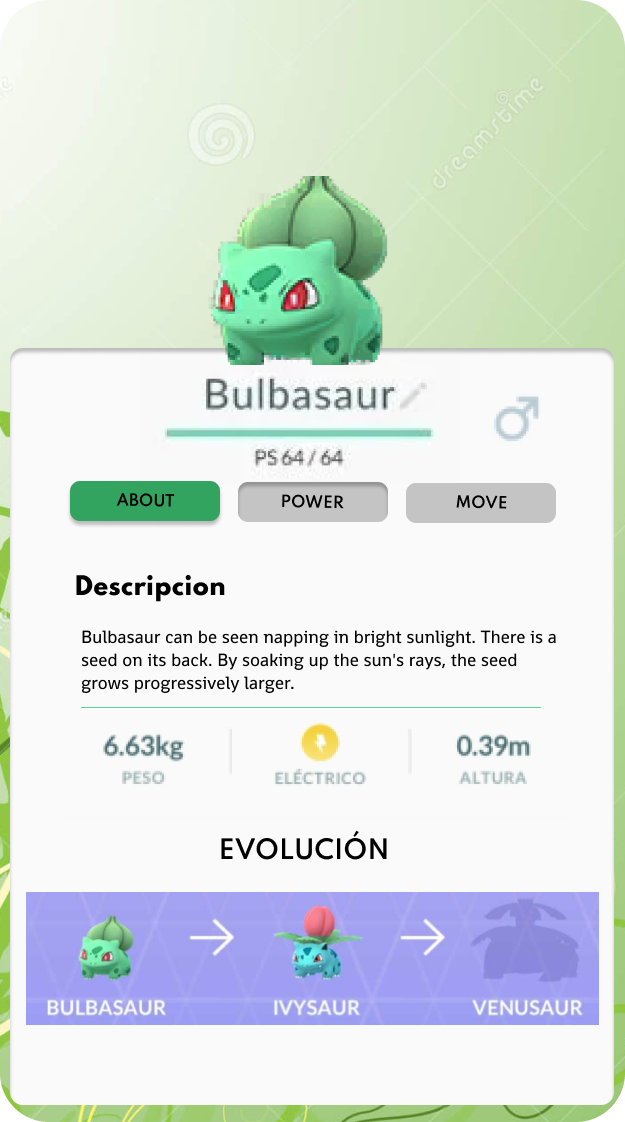 dreamstime
Bulbasaur
PS 64 / 64
ABOUT POWER MOVE
Descripcion
Bulbasaur can be seen napping in bright sunlight. There is a
seed on its back. By soaking up the sun's rays, the seed
grows progressively larger.
6.63kg 0.39m
PESO ELÉCTRICO ALTURA
EVOLUCIÓN
BULBASAUR IVYSAUR VENUSAUR